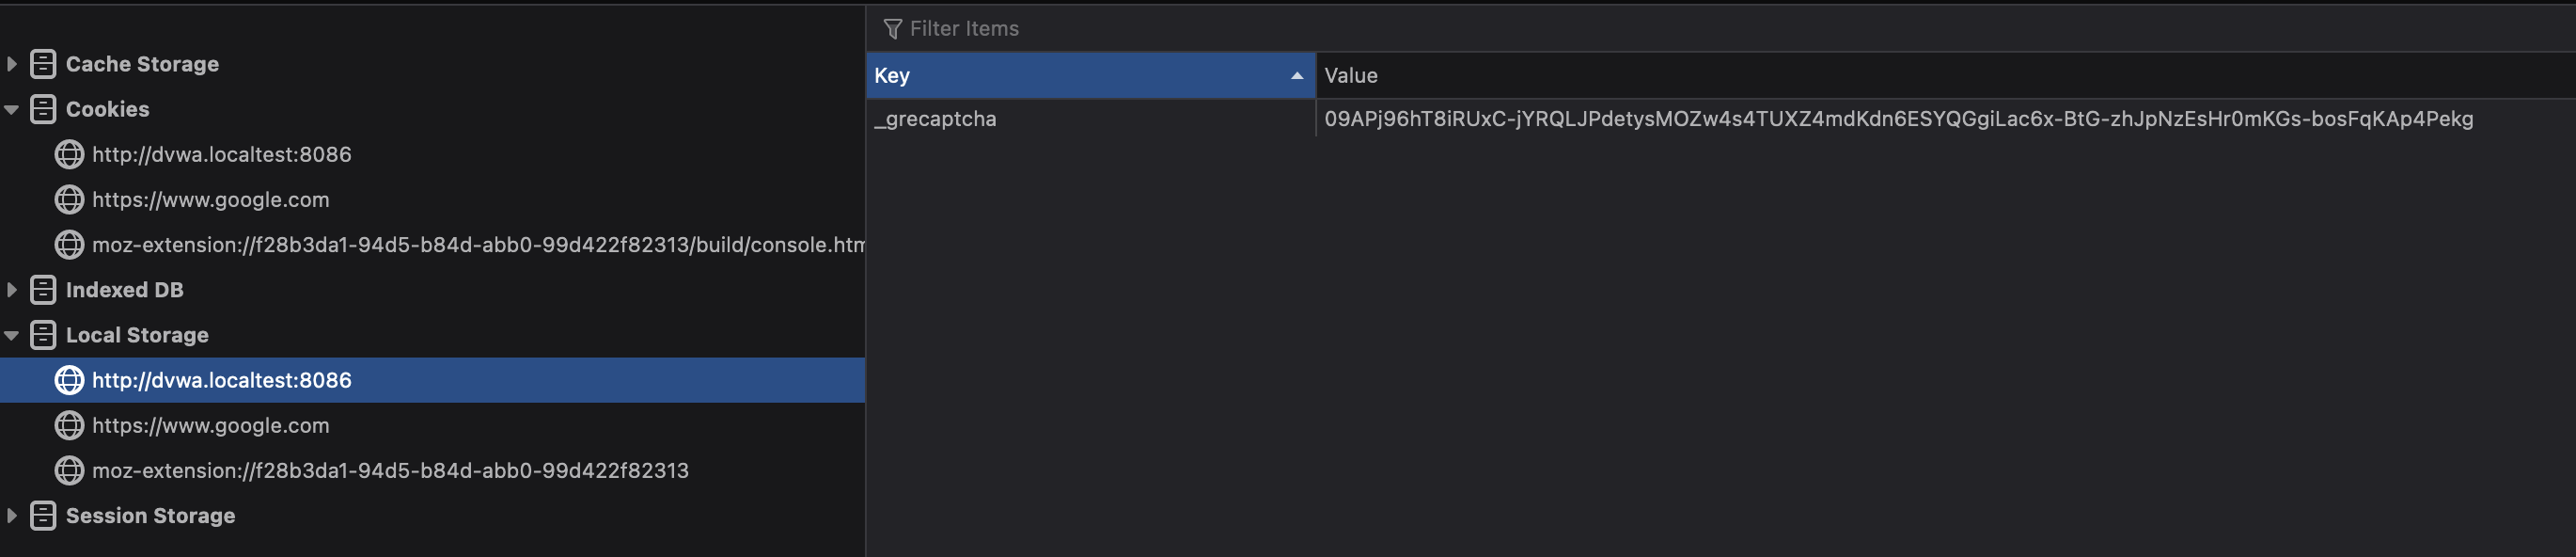 Cache Storage
Cookies
http://dvwa.localtest:8086
https://www.google.com
moz-extension://f28b3da1-94d5-b84d-abb0-99d422f82313/build/console.htm
Indexed DB
Local Storage
http://dvwa.localtest:8086
https://www.google.com
moz-extension://f28b3da1-94d5-b84d-abb0-99d422f82313
Session Storage
Filter Items
Key Value
_grecaptcha 09APj96hT8iRUxC-jYRQLJPdetysMOZw4s4TUXZ4mdKdn6ESYQGgiLac6x-BtG-zhJpNzEsHr0mKGs-bosFqKAp4Pekg